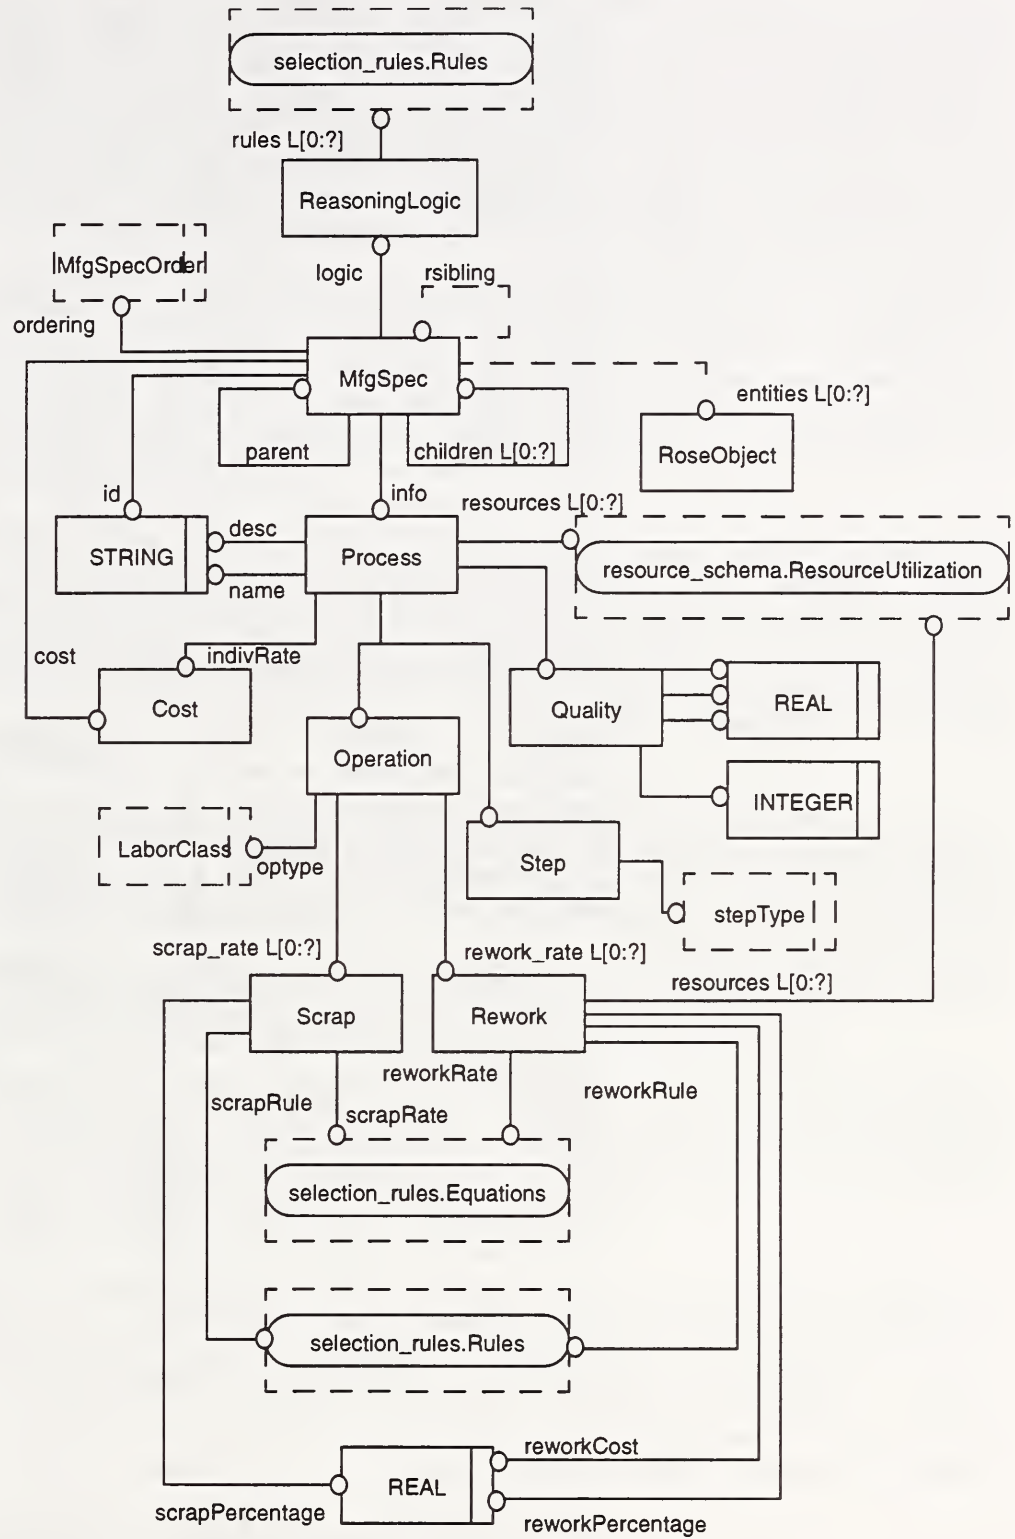 selection_rules.Rules
rules L[0:?]
ReasoningLogic
MfgSpecOrder
logic
rsibling
ordering
MfgSpec
entities L[0:?]
parent
children L[0:?]
RoseObject
id
info
resources L[0:?]
desc
STRING
Process
resource_schema.ResourceUtilization
name
cost
indivRate
Cost
Quality
REAL
Operation
INTEGER
LaborClass
optype
Step
stepType
scrap_rate L[0:?]
rework_rate L[0:?]
resources L[0:?]
Scrap
Rework
reworkRate
reworkRule
scrapRule
scrapRate
selection_rules.Equations
selection_rules.Rules
reworkCost
REAL
scrapPercentage
reworkPercentage